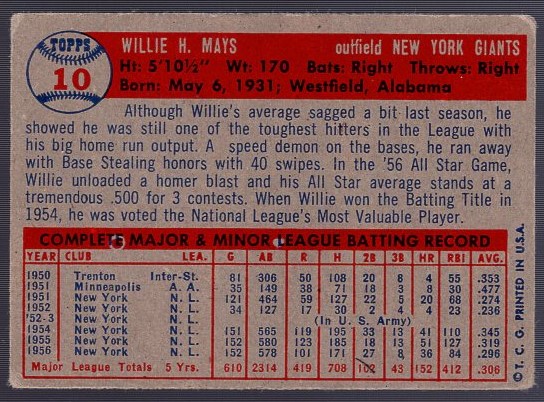 TOPPS
10
WILLIE H. MAYS outfield NEW YORK GIANTS
Ht: 5'10½" Wt: 170 Bats: Right Throws: Right
Born: May 6, 1931; Westfield, Alabama
Although Willie's average sagged a bit last season, he
showed he was still one of the toughest hitters in the League with
his big home run output. A speed demon on the bases, he ran away
with Base Stealing honors with 40 swipes. In the '56 All Star Game,
Willie unloaded a homer blast and his All Star average stands at a
tremendous .500 for 3 contests. When Willie won the Batting Title in
1954, he was voted the National League's Most Valuable Player.
COMPLETE MAJOR & MINOR LEAGUE BATTING RECORD
YEAR CLUB LEA. G AB R H 2B 3B HR RBI AVG.
1950 Trenton Inter-St. 81 306 50 108 20 8 4 55 .353
1951 Minneapolis A. A. 35 149 38 71 18 3 8 30 .477
1951 New York N. L. 121 464 59 127 22 5 20 68 .274
1952 New York N. L. 34 127 17 30 2 4 4 23 .236
'52-3 New York N. L. (In U. S. Army)
1954 New York N. L. 151 565 119 195 33 13 41 110 .345
1955 New York N. L. 152 580 123 185 18 13 51 127 .319
1956 New York N. L. 152 578 101 171 27 8 36 84 .296
Major League Totals 5 Yrs. 610 2314 419 708 102 43 152 412 .306
© T. C. G. PRINTED IN U.S.A.